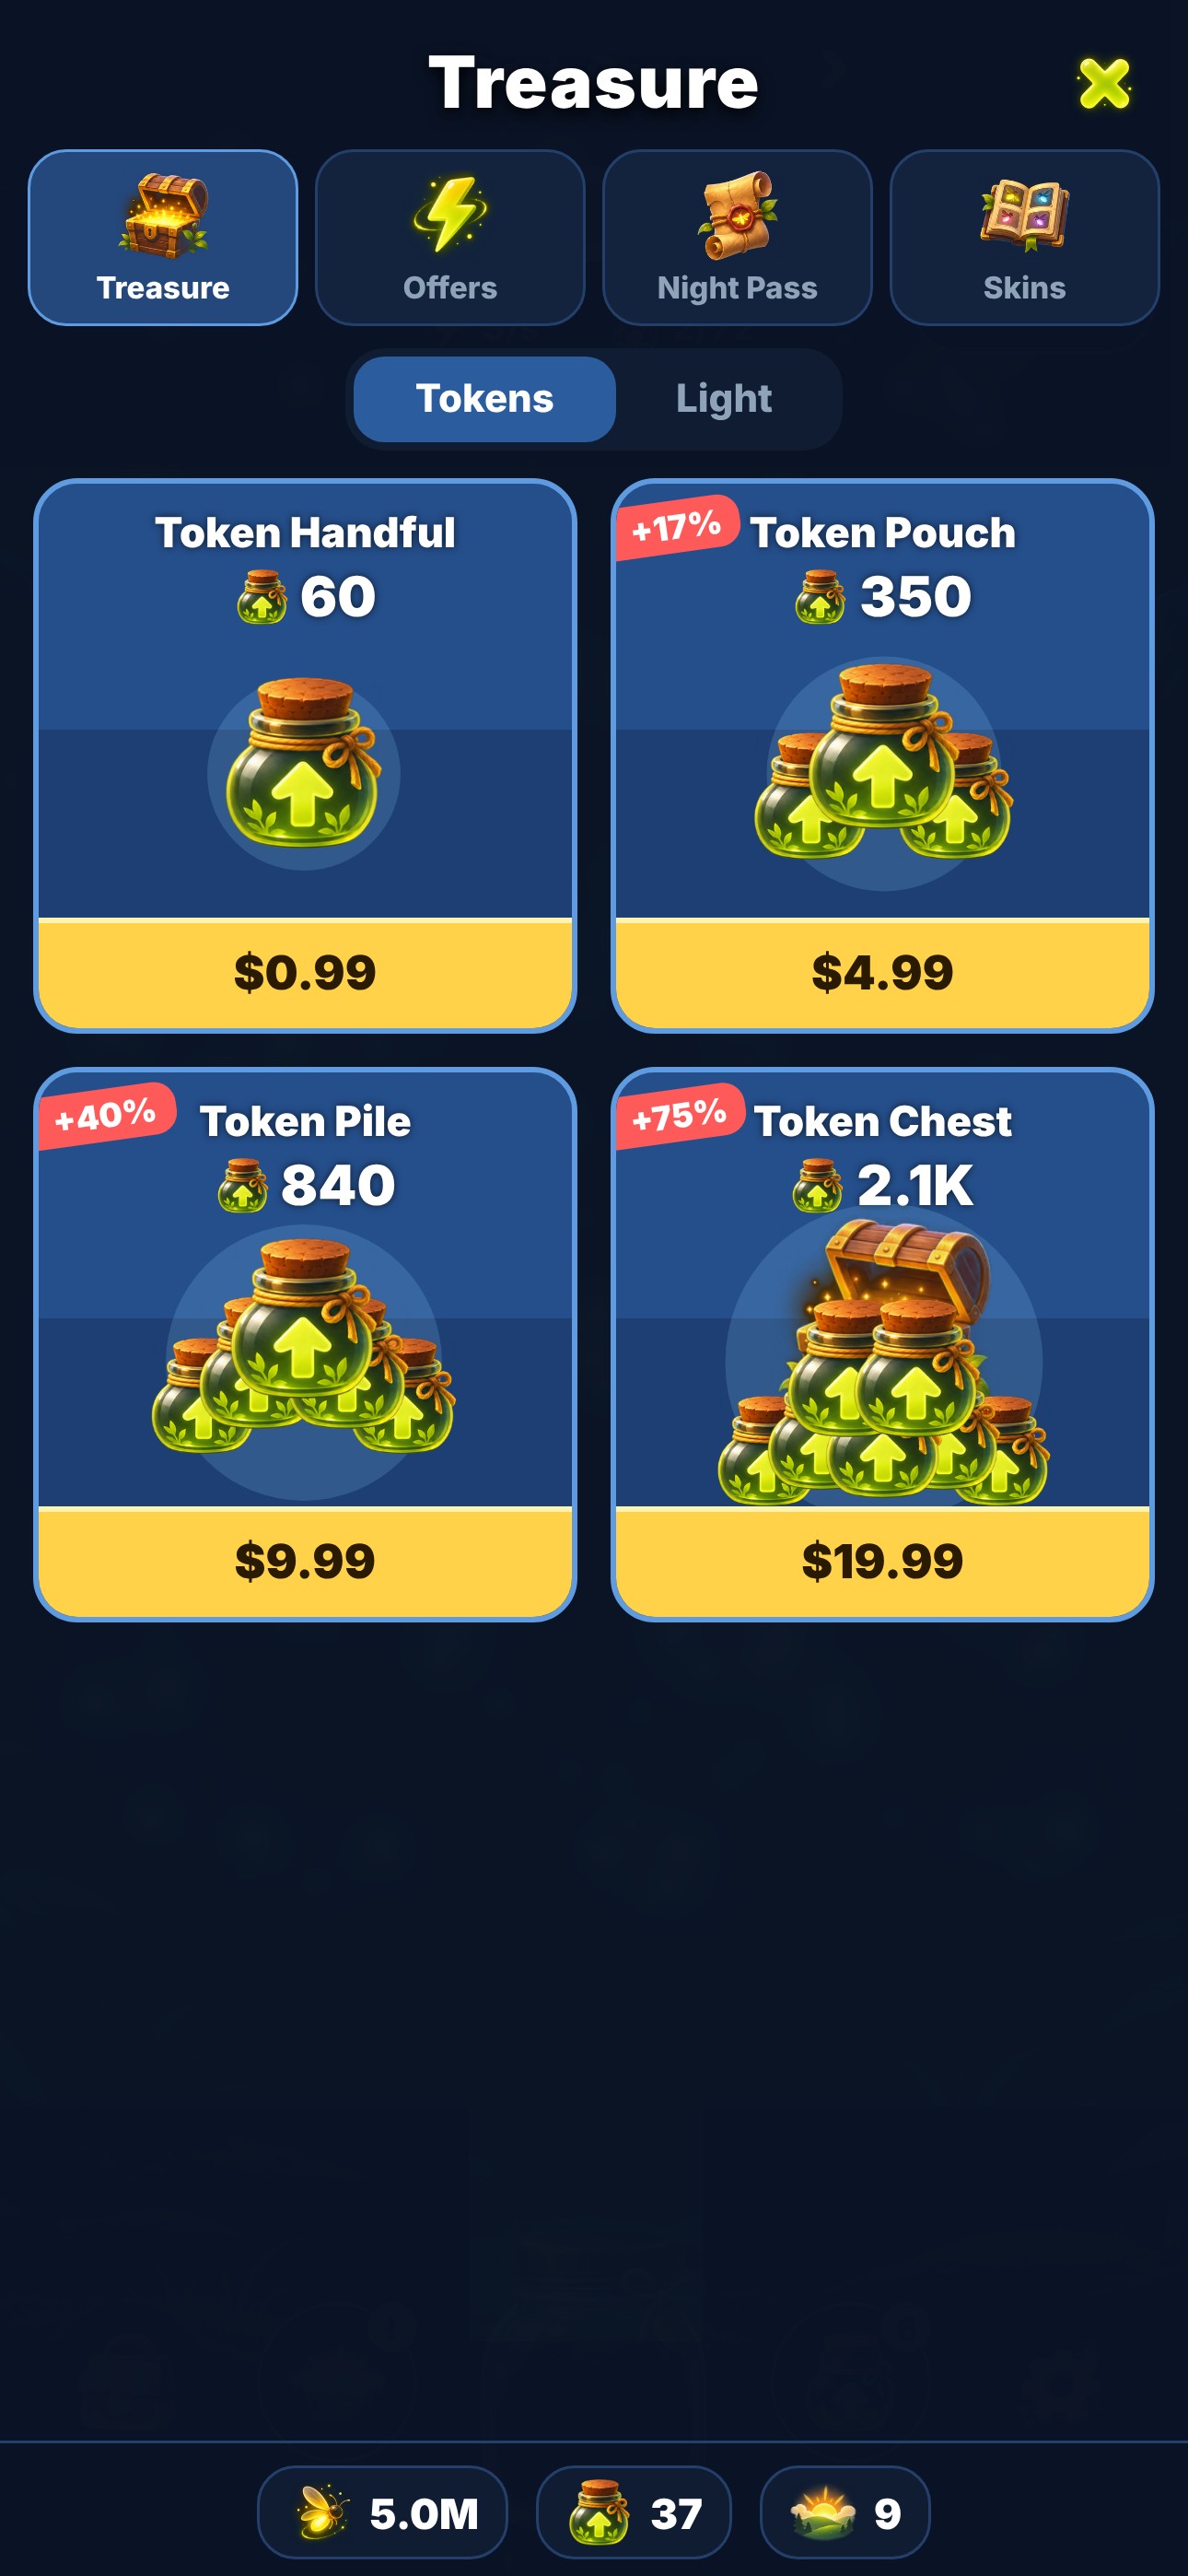 Treasure
Treasure
Offers
Night Pass
Skins
Tokens
Light
Token Handful
60
$0.99
+17%
Token Pouch
350
$4.99
+40%
Token Pile
840
$9.99
+75%
Token Chest
2.1K
$19.99
5.0M
37
9